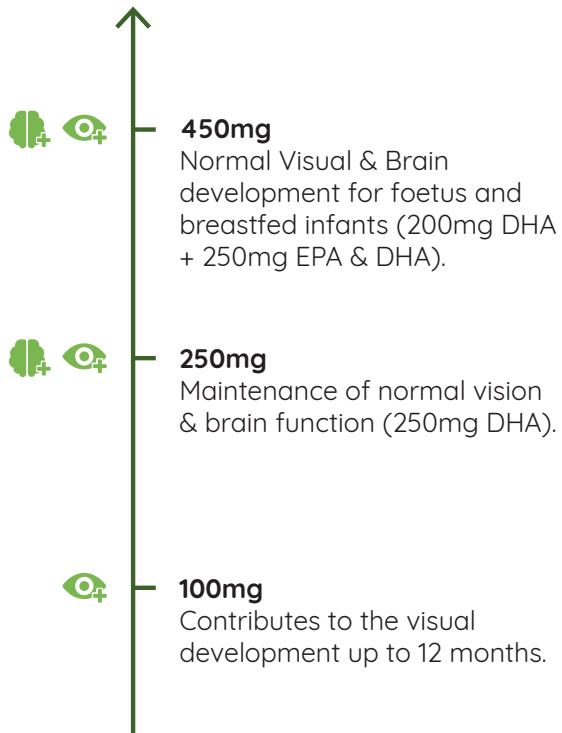 450mg
Normal Visual & Brain
development for foetus and
breastfed infants (200mg DHA
+ 250mg EPA & DHA).
250mg
Maintenance of normal vision
& brain function (250mg DHA).
100mg
Contributes to the visual
development up to 12 months.